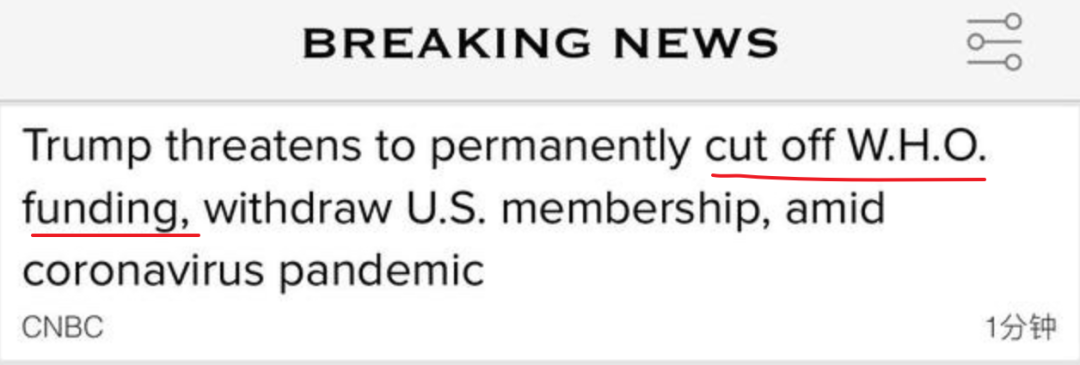 BREAKING NEWS
Trump threatens to permanently cut off W.H.O.
funding, withdraw U.S. membership, amid
coronavirus pandemic
CNBC
1分钟